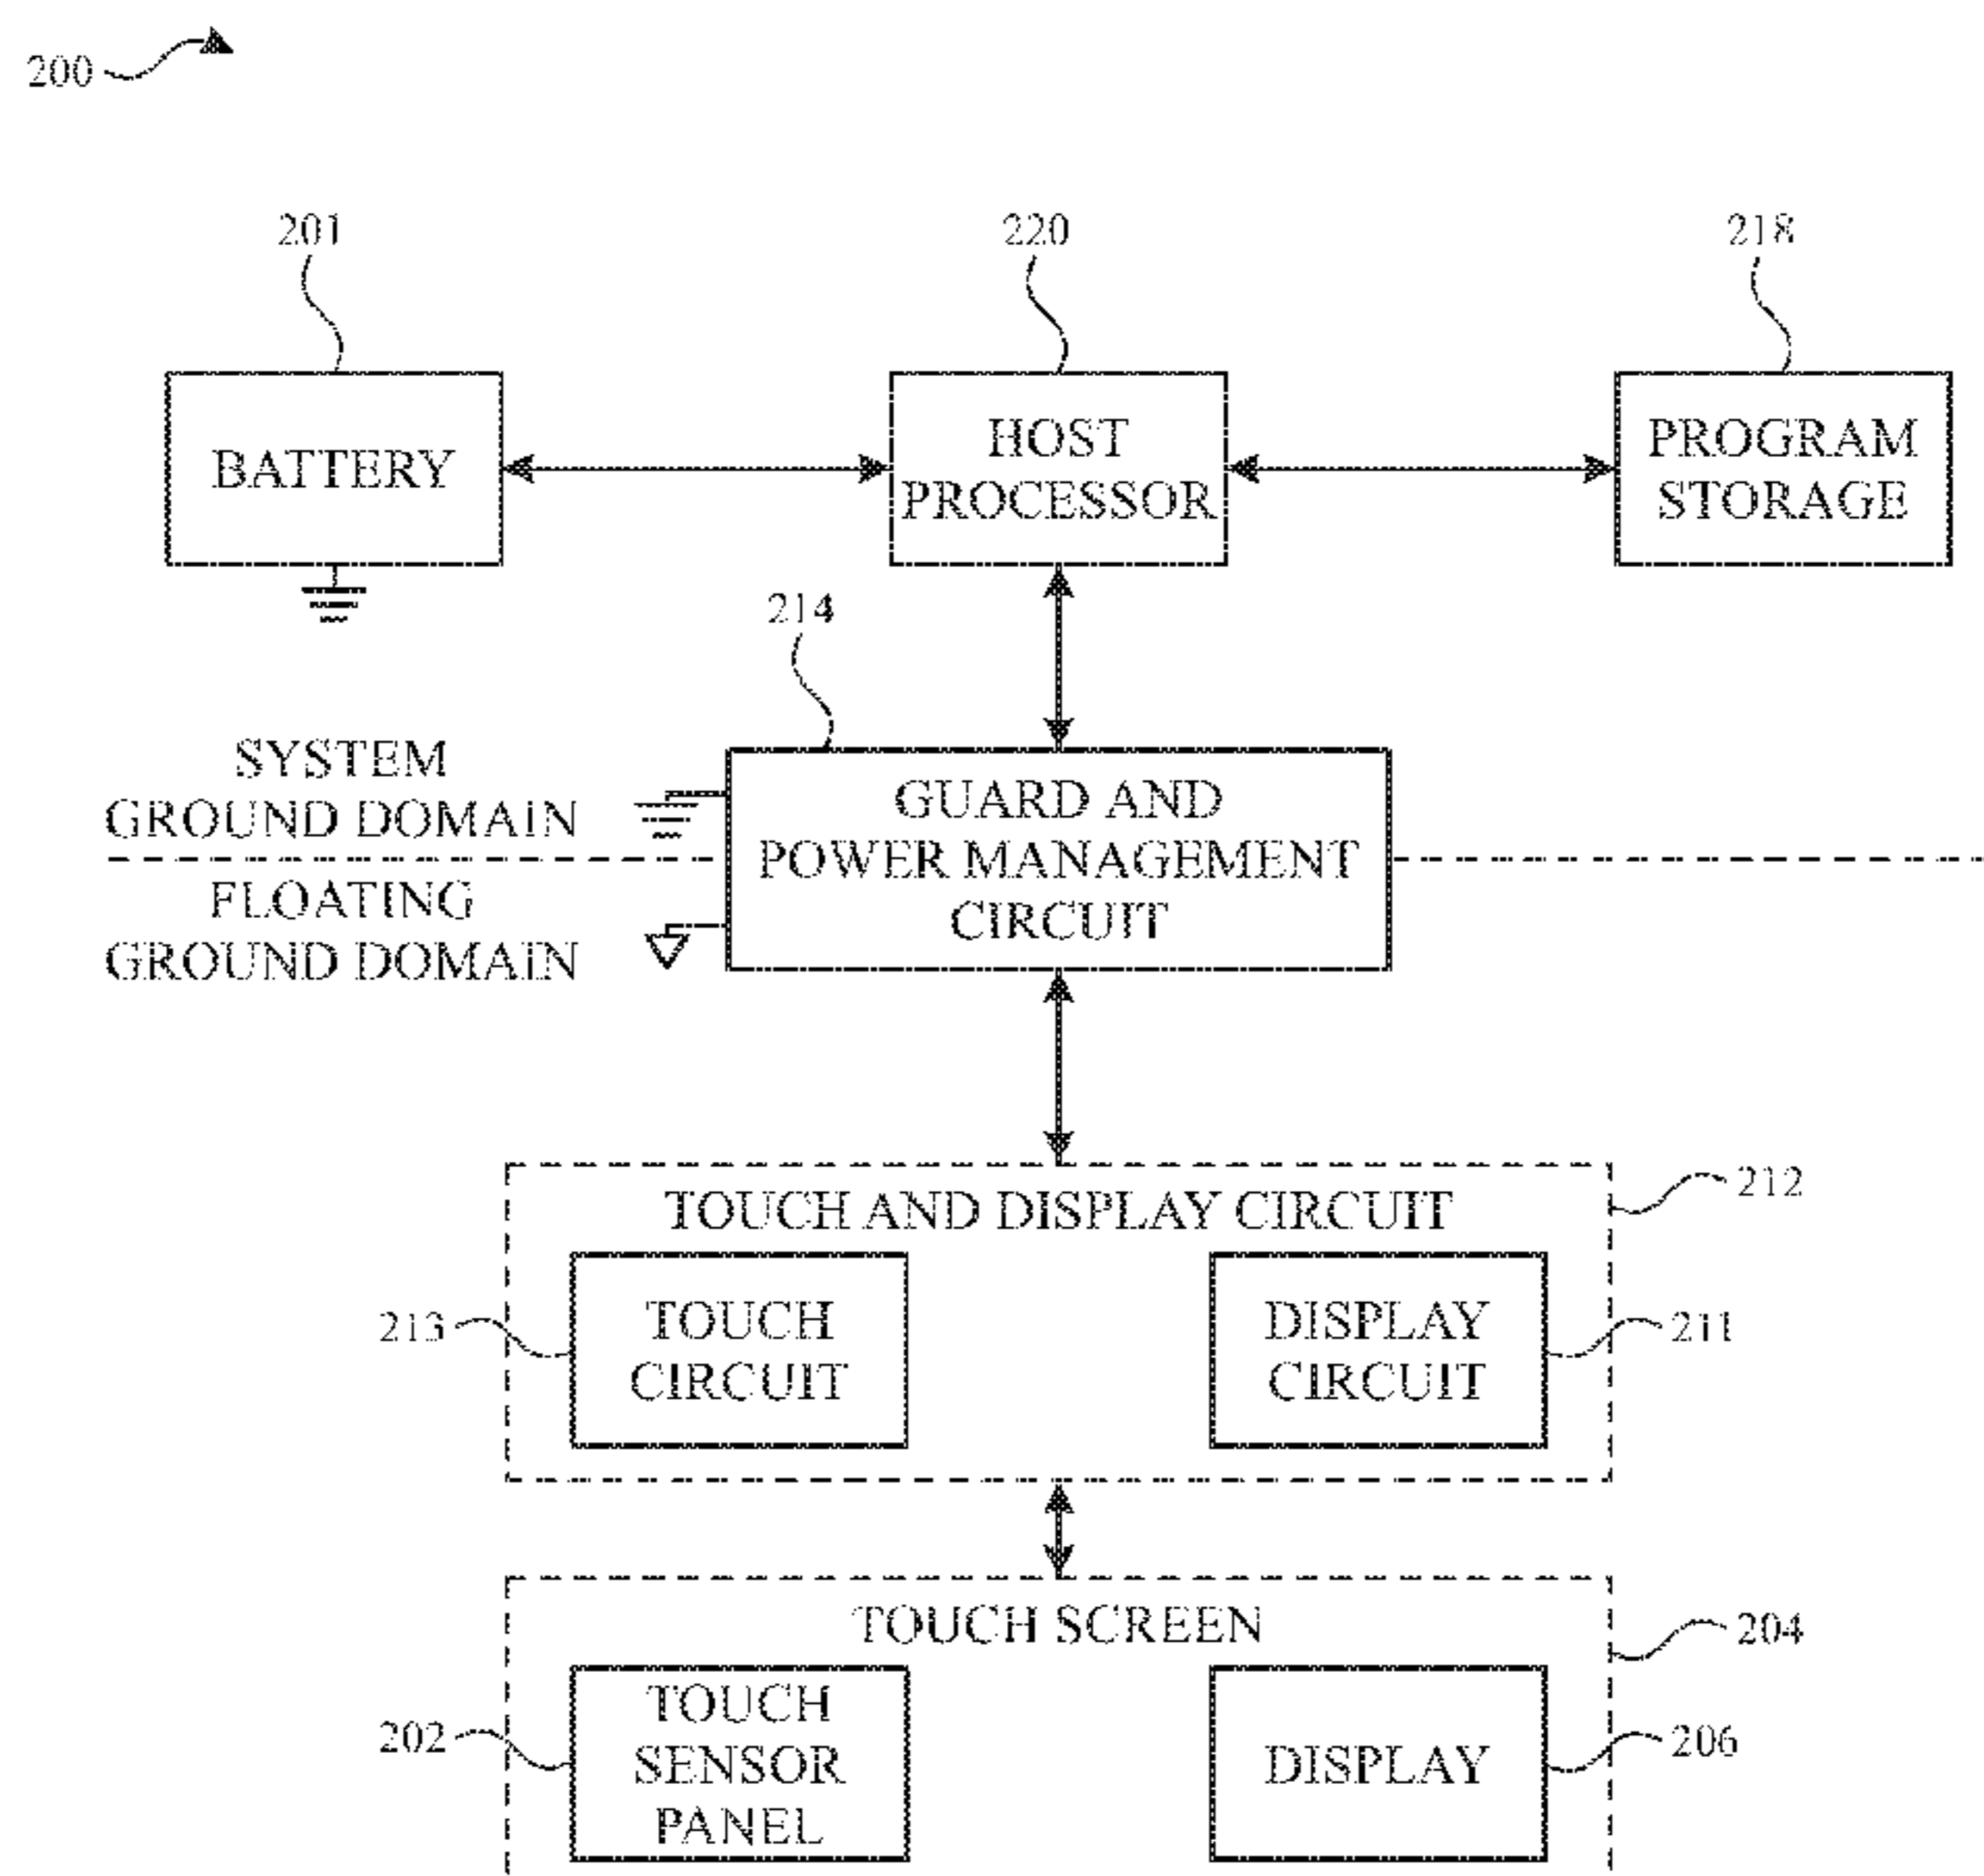 200
201
220
218
BATTERY
HOST
PROCESSOR
PROGRAM
STORAGE
214
SYSTEM
GROUND DOMAIN
FLOATING
GROUND DOMAIN
GUARD AND
POWER MANAGEMENT
CIRCUIT
212
TOUCH AND DISPLAY CIRCUIT
213
TOUCH
CIRCUIT
DISPLAY
CIRCUIT
211
TOUCH SCREEN
204
202
TOUCH
SENSOR
PANEL
DISPLAY
206